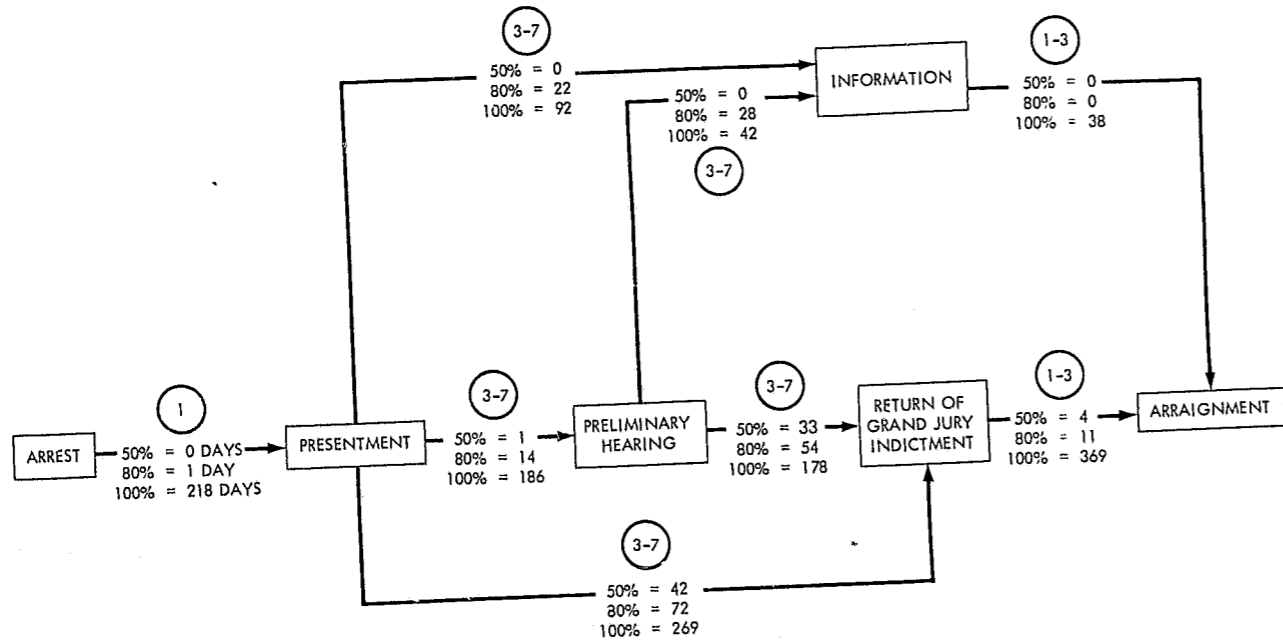 3-7
50% = 0
80% = 22
100% = 92
50% = 0
80% = 28
100% = 42
3-7
INFORMATION
1-3
50% = 0
80% = 0
100% = 38
ARREST
1
50% = 0 DAYS
80% = 1 DAY
100% = 218 DAYS
PRESENTMENT
3-7
50% = 1
80% = 14
100% = 186
PRELIMINARY
HEARING
3-7
50% = 33
80% = 54
100% = 178
RETURN OF
GRAND JURY
INDICTMENT
1-3
50% = 4
80% = 11
100% = 369
ARRAIGNMENT
3-7
50% = 42
80% = 72
100% = 269